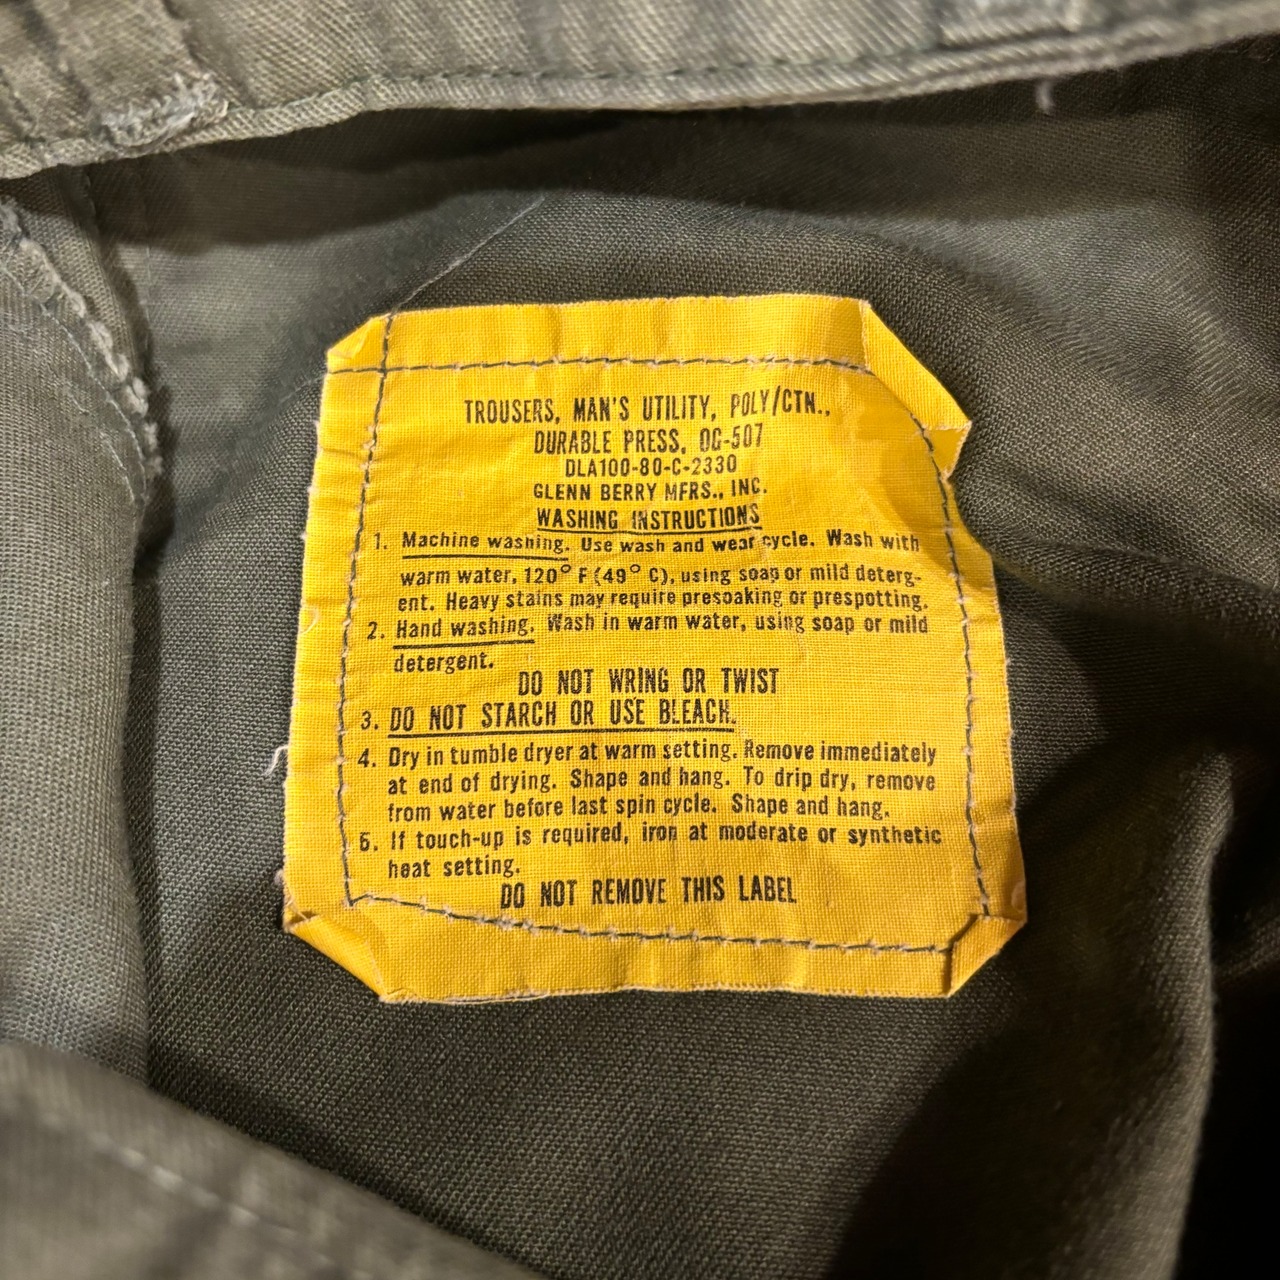 TROUSERS, MAN'S UTILITY, POLY/CTN.,
DURABLE PRESS, OG-507
DLA100-80-C-2330
GLENN BERRY MFRS., INC.
WASHING INSTRUCTIONS
1. Machine washing. Use wash and wear cycle. Wash with
warm water, 120° F (49° C), using soap or mild deterg-
ent. Heavy stains may require presoaking or prespotting.
2. Hand washing. Wash in warm water, using soap or mild
detergent.
DO NOT WRING OR TWIST
3. DO NOT STARCH OR USE BLEACH.
4. Dry in tumble dryer at warm setting. Remove immediately
at end of drying. Shape and hang. To drip dry, remove
from water before last spin cycle. Shape and hang.
5. If touch-up is required, iron at moderate or synthetic
heat setting.
DO NOT REMOVE THIS LABEL